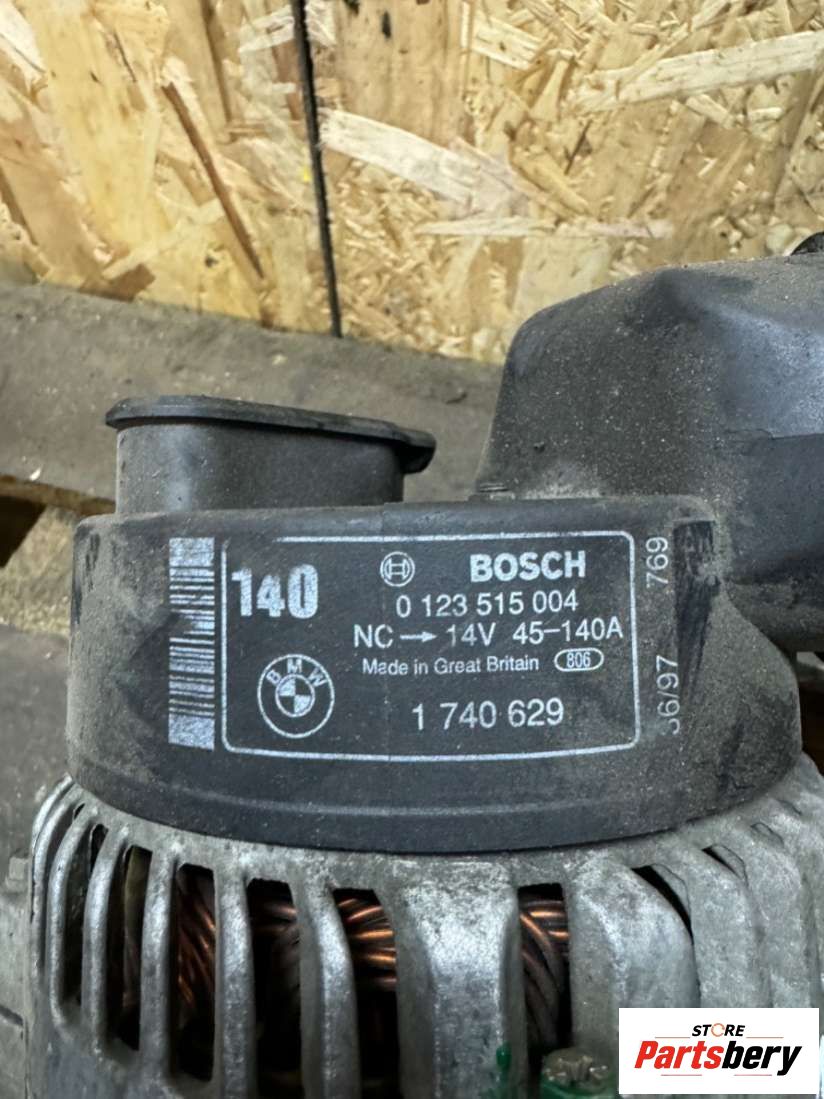 140
BOSCH
0 123 515 004
NC → 14V 45-140A
Made in Great Britain 806
BMW
1 740 629
769
36/97
STORE
Partsbery